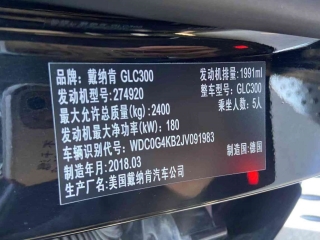 品牌：戴纳肯 GLC300 发动机排量：1991ml
发动机型号：274920 整车型号：GLC300
最大允许总质量(kg)：2400 乘坐人数：5人
发动机最大净功率(kW)：180
车辆识别代号：WDC0G4KB2JV091983
制造年月：2018.03 制造国：德国
生产厂名：美国戴纳肯汽车公司